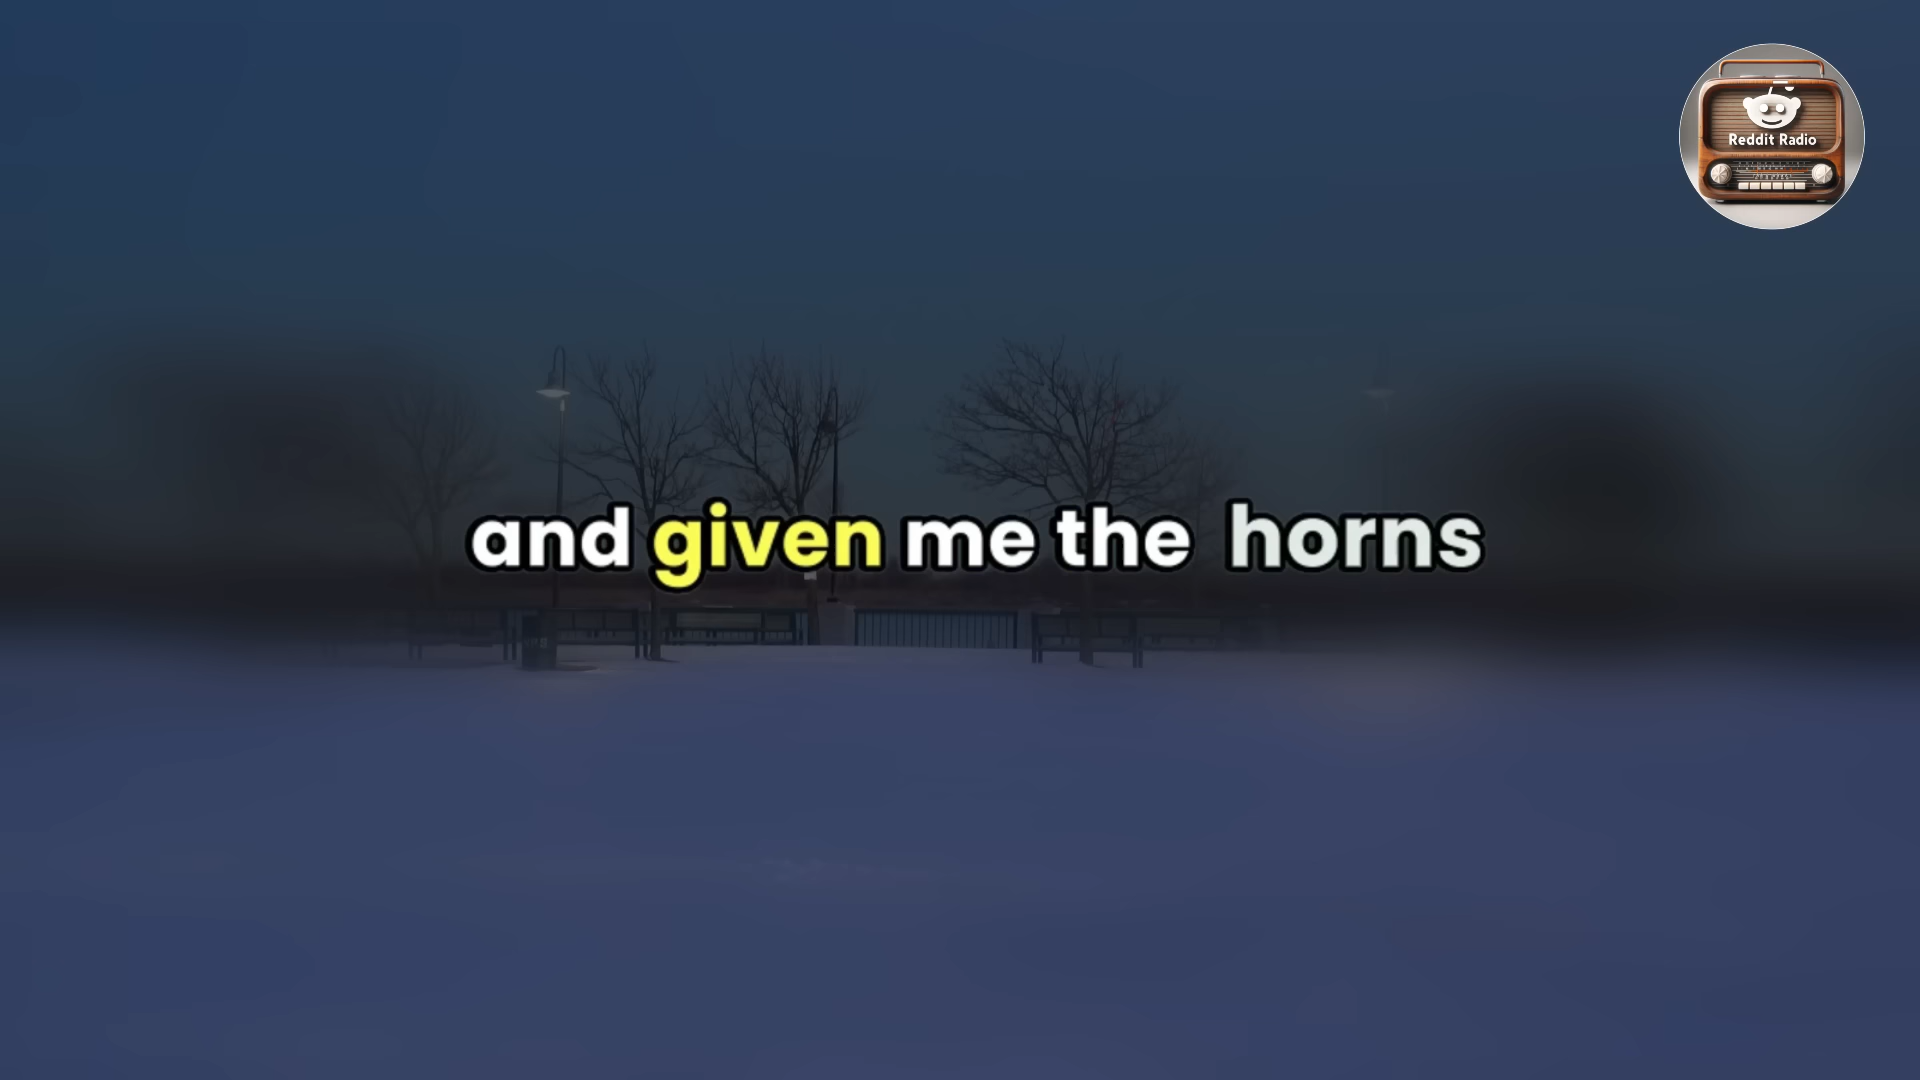 Reddit Radio
and given me the horns